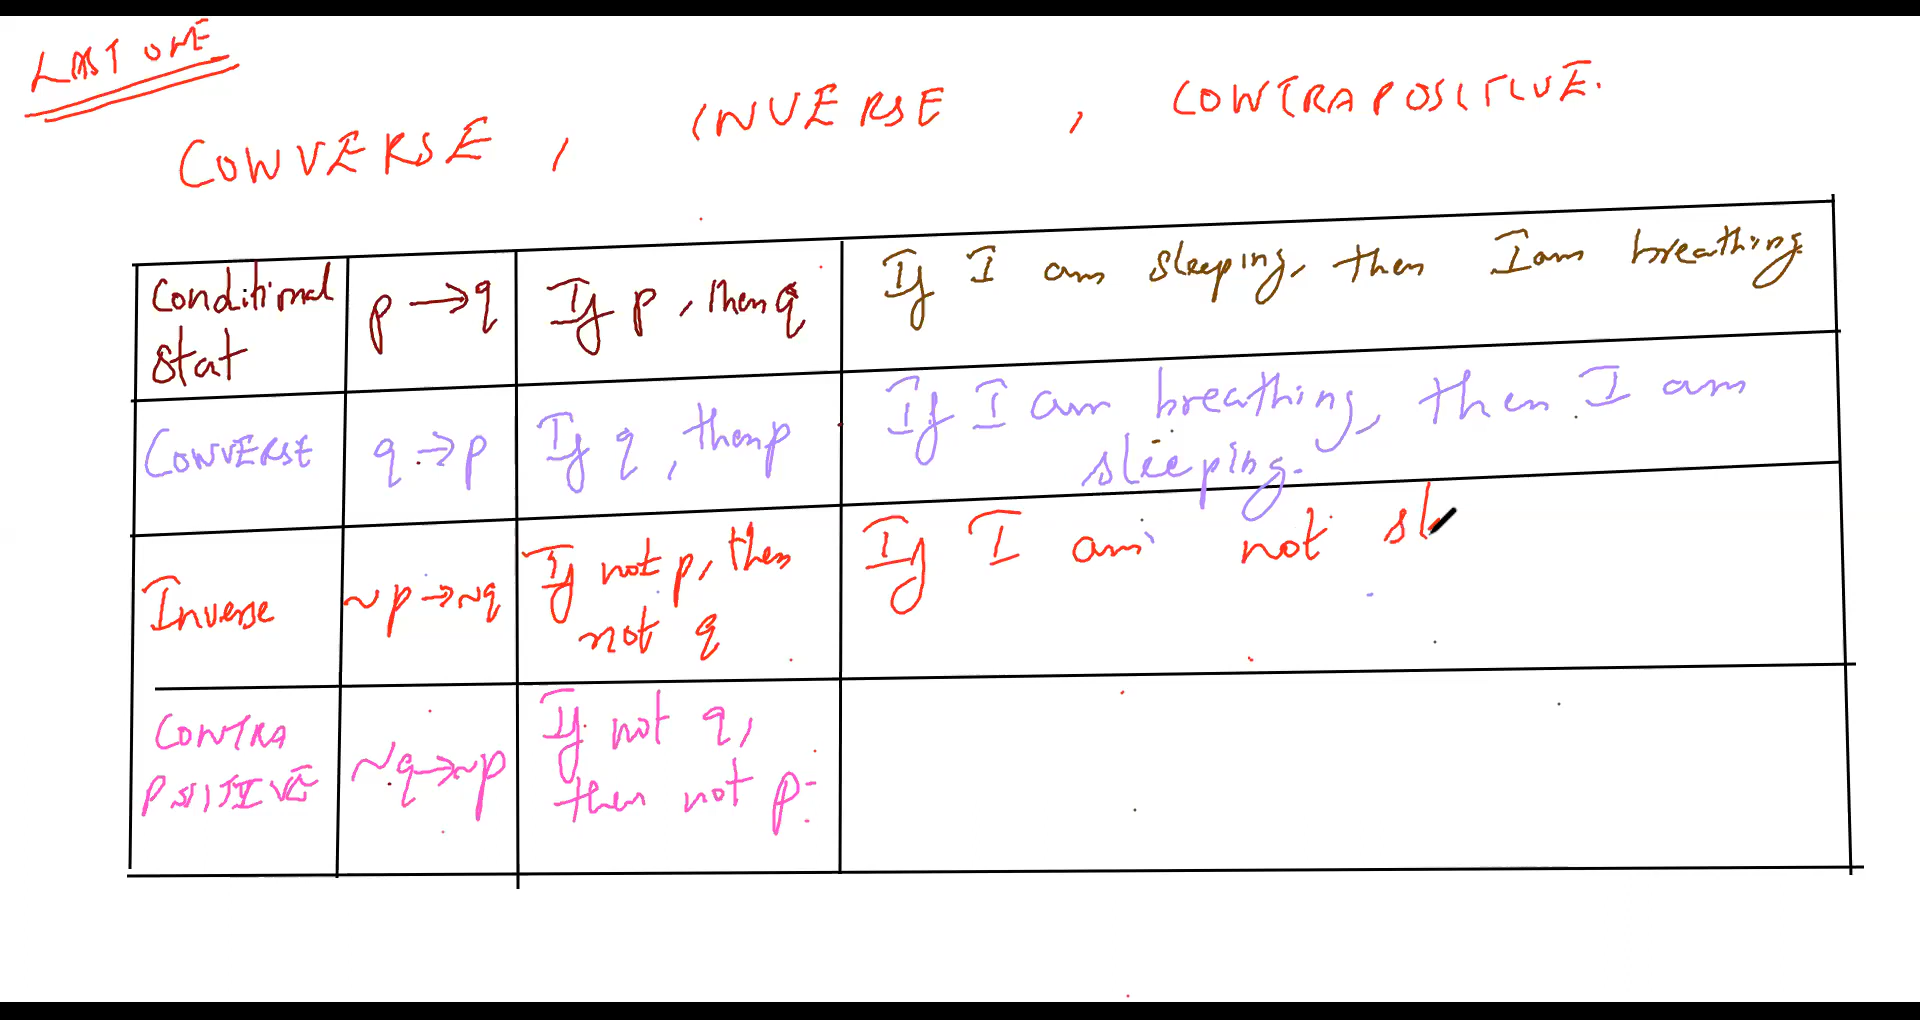 LAST ONE
CONVERSE , INVERSE , CONTRAPOSITIVE.
Conditional stat
p → q
If p, then q
If I am sleeping, then I am breathing.
CONVERSE
q → p
If q, then p
If I am breathing, then I am
sleeping.
Inverse
~p → ~q
If not p, then
not q
If I am not sl
CONTRA
PSITIVE
~q → ~p
If not q,
then not p.